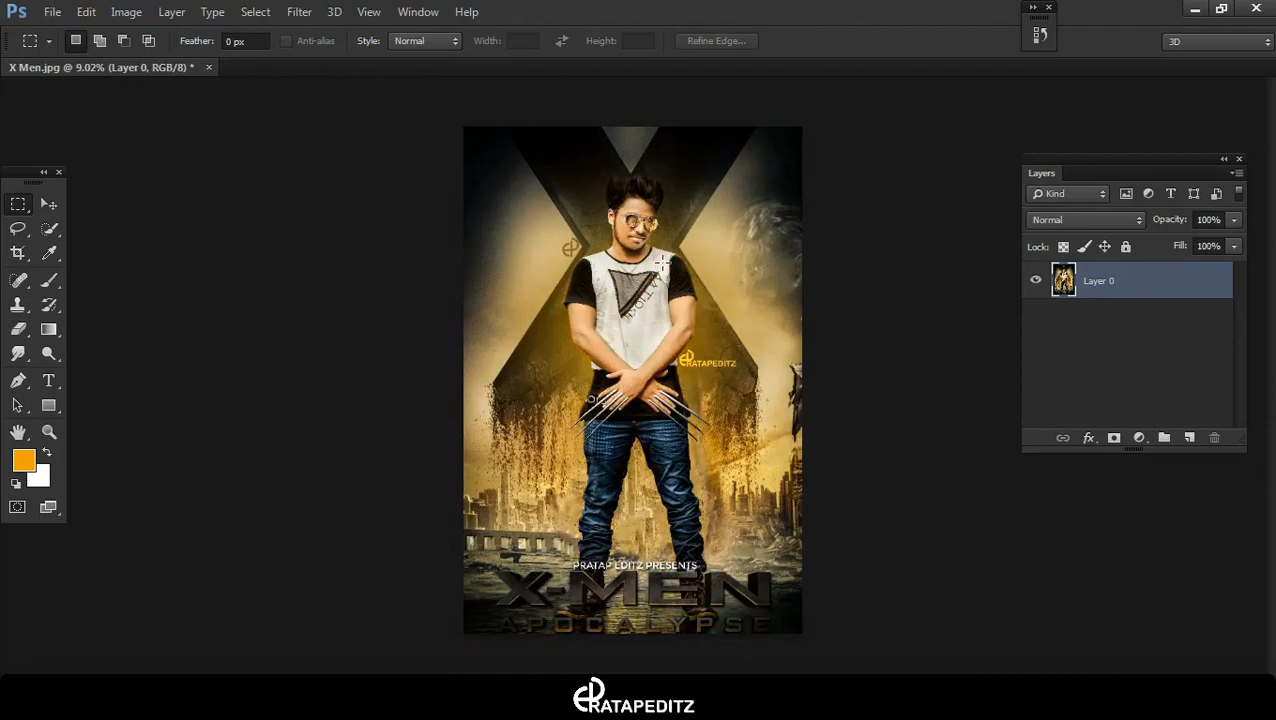 Ps File Edit Image Layer Type Select Filter 3D View Window Help
Feather: 0 px Anti-alias Style: Normal Width: Height: Refine Edge... 3D
X Men.jpg @ 9.02% (Layer 0, RGB/8) * ×
Layers
Kind
Normal Opacity: 100%
Lock: Fill: 100%
Layer 0
RATAPEDITZ
PRATAP EDITZ PRESENTS
X-MEN
APOCALYPSE
RATAPEDITZ